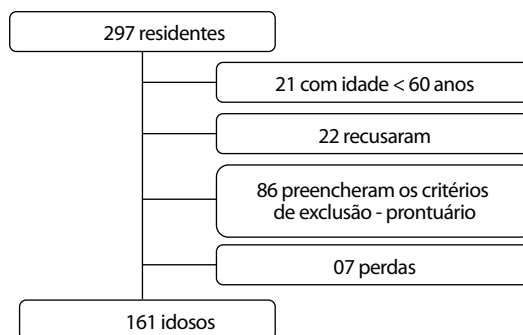 297 residentes
21 com idade < 60 anos
22 recusaram
86 preencheram os critérios
de exclusão - prontuário
07 perdas
161 idosos